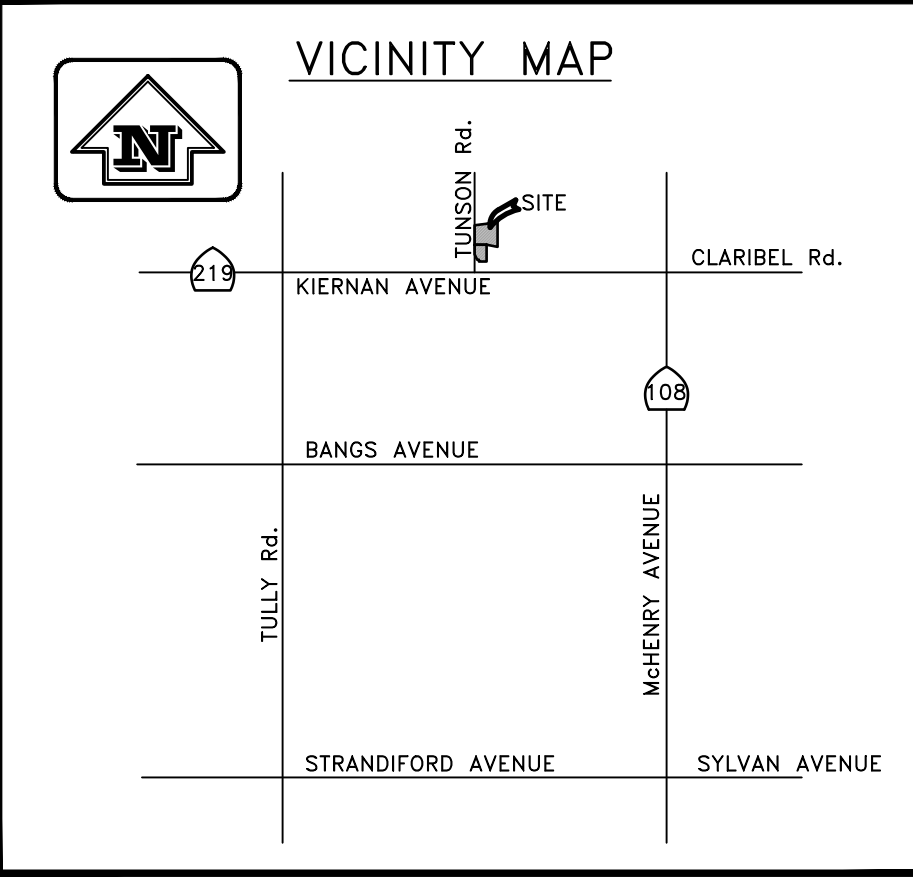 VICINITY MAP
N
TUNSON Rd.
SITE
219
KIERNAN AVENUE
CLARIBEL Rd.
108
BANGS AVENUE
TULLY Rd.
McHENRY AVENUE
STRANDIFORD AVENUE
SYLVAN AVENUE